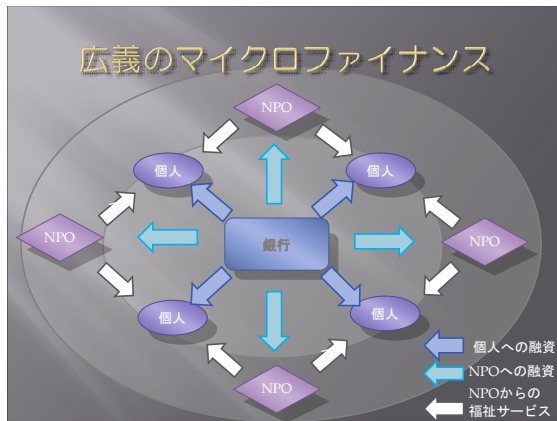 広義のマイクロファイナンス
NPO
個人
個人
NPO
銀行
NPO
個人
個人
NPO
個人への融資
NPOへの融資
NPOからの
福祉サービス